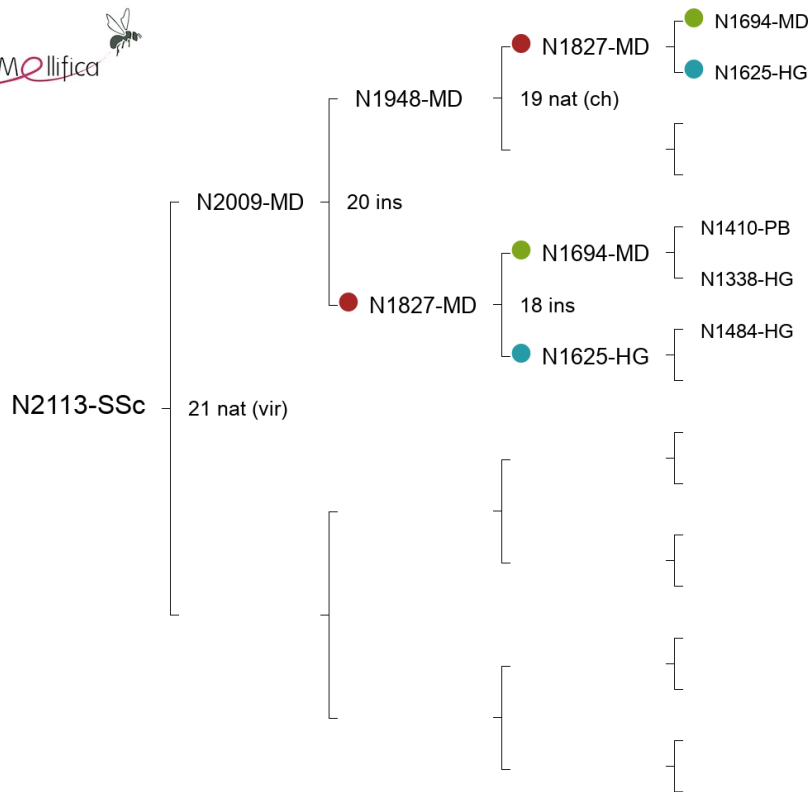 Mellifica
N1694-MD
N1827-MD
N1625-HG
N1948-MD
19 nat (ch)
N2009-MD
20 ins
N1410-PB
N1694-MD
N1338-HG
N1827-MD
18 ins
N1484-HG
N1625-HG
N2113-SSc
21 nat (vir)